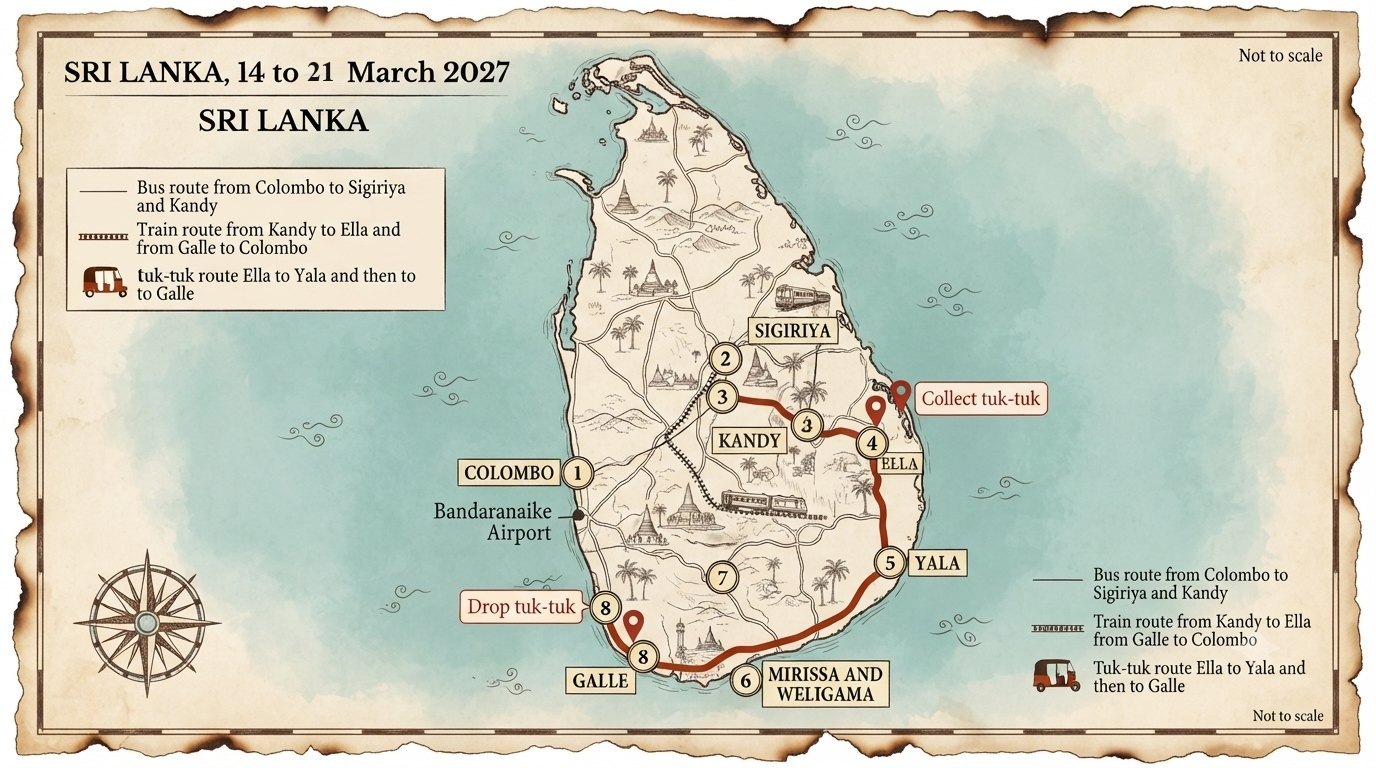 SRI LANKA, 14 to 21 March 2027
SRI LANKA
Not to scale
Bus route from Colombo to Sigiriya
and Kandy
Train route from Kandy to Ella and
from Galle to Colombo
tuk-tuk route Ella to Yala and then to
to Galle
SIGIRIYA
2
3
Collect tuk-tuk
3
KANDY
4
ELLA
COLOMBO
1
Bandaranaike
Airport
5
YALA
7
Drop tuk-tuk
8
8
GALLE
6
MIRISSA AND
WELIGAMA
Bus route from Colombo to
Sigiriya and Kandy
Train route from Kandy to Ella
from Galle to Colombo
Tuk-tuk route Ella to Yala and
then to Galle
Not to scale